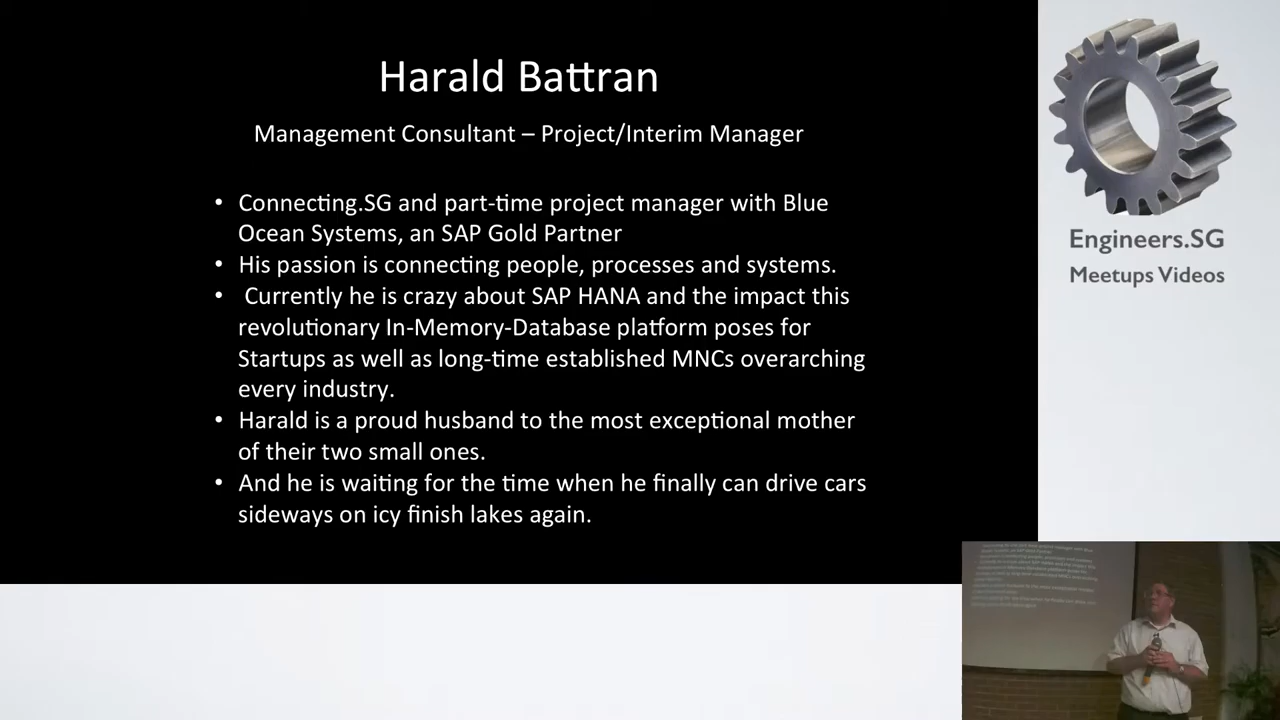 Harald Battran
Management Consultant – Project/Interim Manager
• Connecting.SG and part-time project manager with Blue
Ocean Systems, an SAP Gold Partner
• His passion is connecting people, processes and systems.
• Currently he is crazy about SAP HANA and the impact this
revolutionary In-Memory-Database platform poses for
Startups as well as long-time established MNCs overarching
every industry.
• Harald is a proud husband to the most exceptional mother
of their two small ones.
• And he is waiting for the time when he finally can drive cars
sideways on icy finish lakes again.
Engineers.SG
Meetups Videos